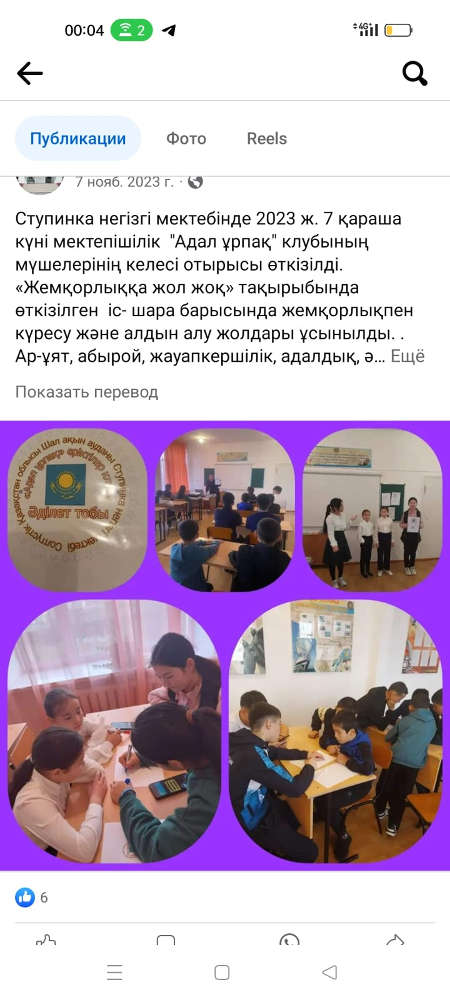 00:04
2
4G+
Публикации
Фото
Reels
7 нояб. 2023 г. ·
Ступинка негізгі мектебінде 2023 ж. 7 қараша
күні мектепішілік "Адал ұрпақ" клубының
мүшелерінің келесі отырысы өткізілді.
«Жемқорлыққа жол жоқ» тақырыбында
өткізілген іс- шара барысында жемқорлықпен
күресу және алдын алу жолдары ұсынылды. .
Ар-ұят, абырой, жауапкершілік, адалдық, ә... Ещё
Показать перевод
Солтүстік Қазақстан облысы Шал ақын ауданы Ступинка
«Адал ұрпақ» еріктілер
Әділет тобы
6